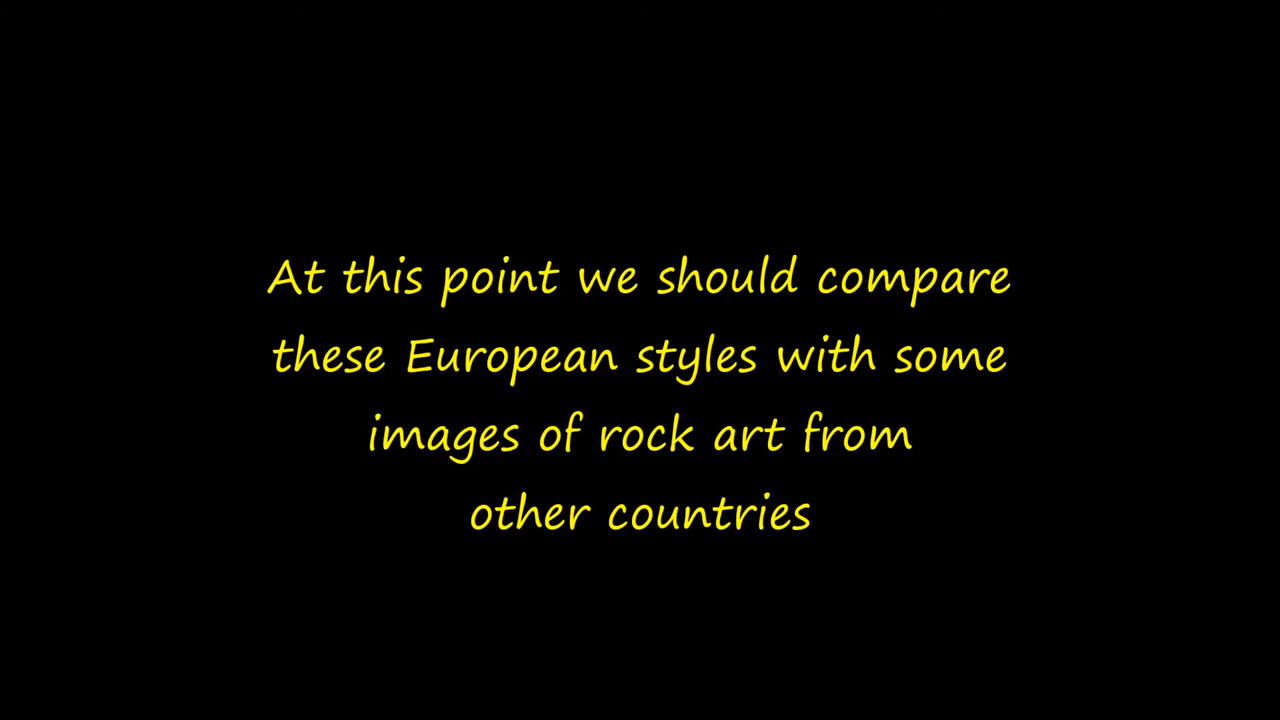 At this point we should compare
these European styles with some
images of rock art from
other countries